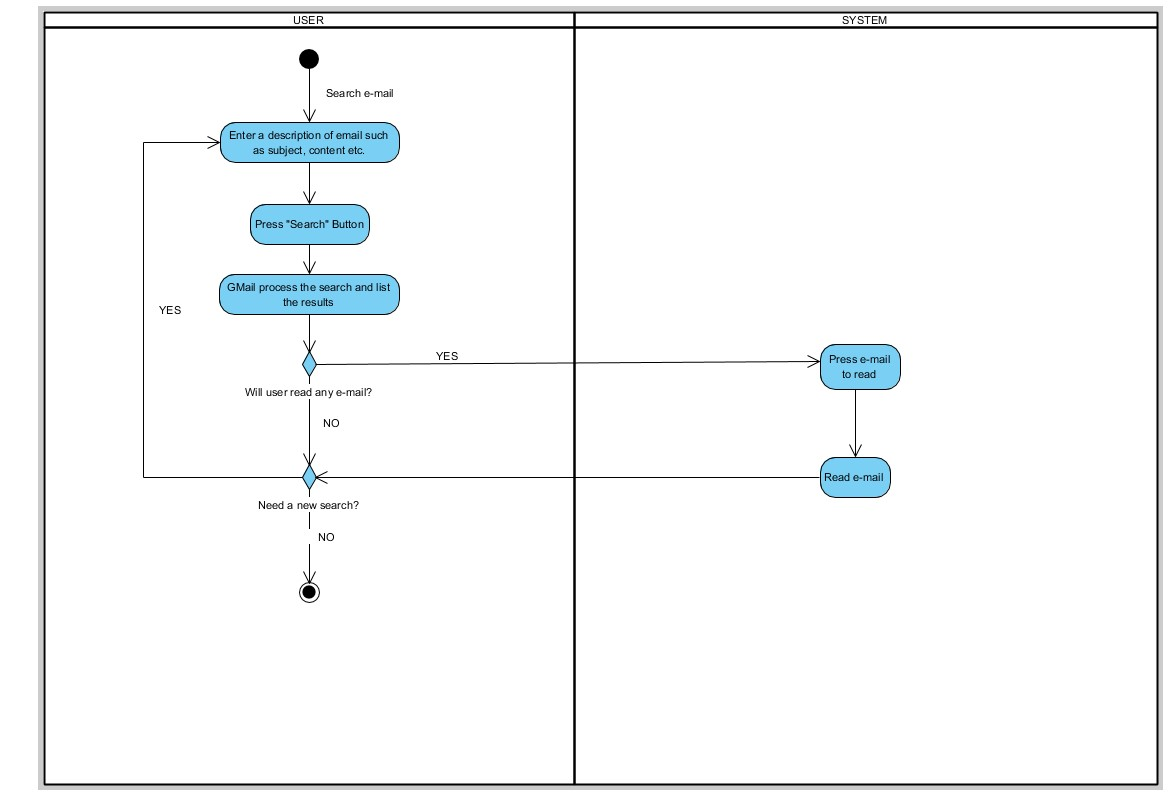 USER
SYSTEM
Search e-mail
Enter a description of email such
as subject, content etc.
Press "Search" Button
GMail process the search and list
the results
YES
YES
Press e-mail
to read
Will user read any e-mail?
NO
Read e-mail
Need a new search?
NO